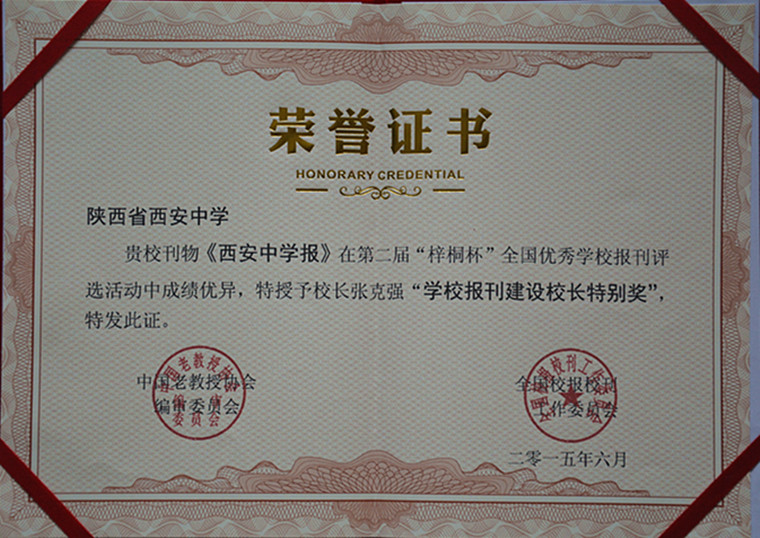 荣誉证书
HONORARY CREDENTIAL
陕西省西安中学
贵校刊物《西安中学报》在第二届“梓桐杯”全国优秀学校报刊评
选活动中成绩优异，特授予校长张克强“学校报刊建设校长特别奖”，
特发此证。
中国老教授协会
编审委员会
全国校报校刊
工作委员会
二零一五年六月